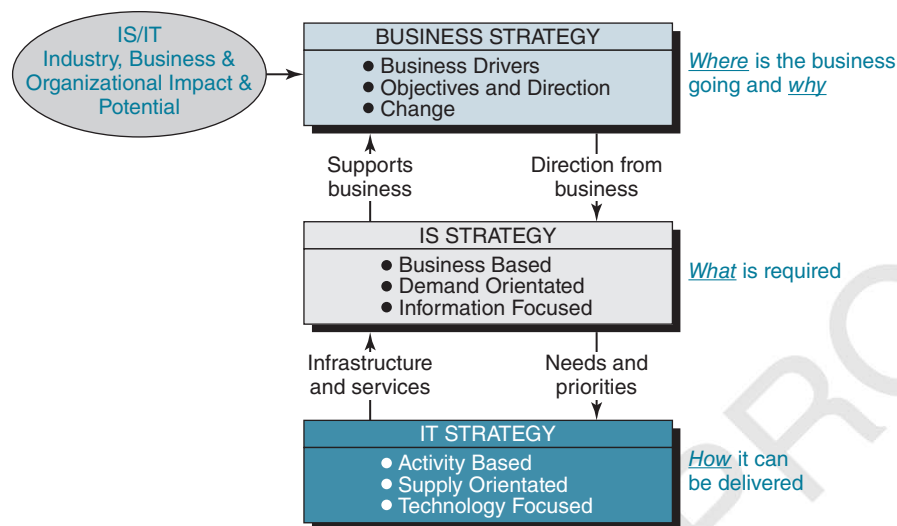 IS/IT
Industry, Business &
Organizational Impact &
Potential
BUSINESS STRATEGY
● Business Drivers
● Objectives and Direction
● Change
Where is the business
going and why
Supports
business
Direction from
business
IS STRATEGY
● Business Based
● Demand Orientated
● Information Focused
What is required
Infrastructure
and services
Needs and
priorities
IT STRATEGY
● Activity Based
● Supply Orientated
● Technology Focused
How it can
be delivered
PRO